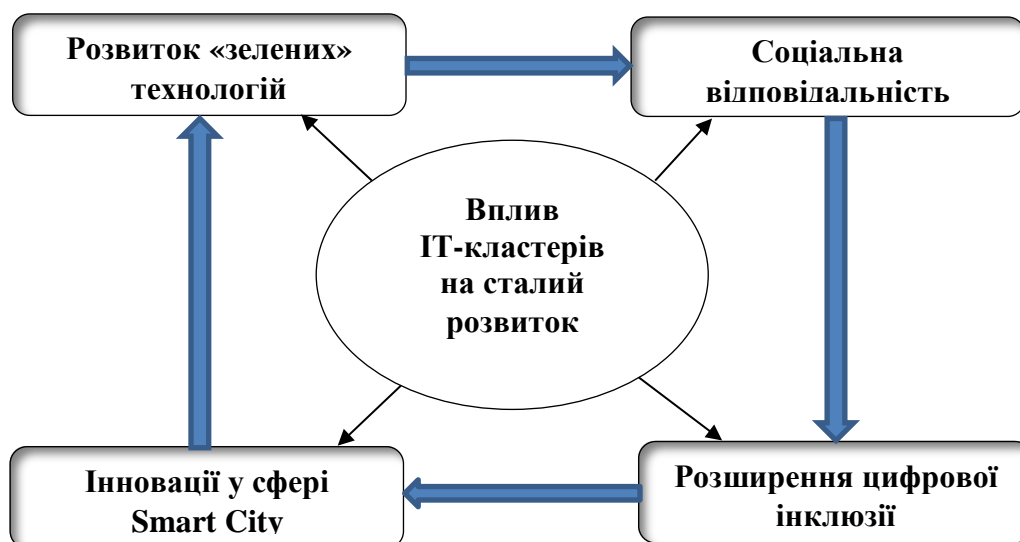 Розвиток «зелених»
технологій
Соціальна
відповідальність
Вплив
ІТ-кластерів
на сталий
розвиток
Інновації у сфері
Smart City
Розширення цифрової
інклюзії